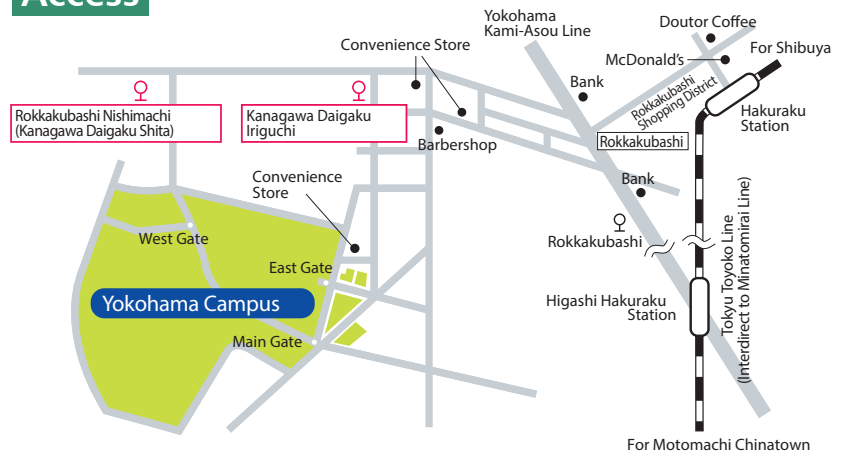 Access
Yokohama
Kami-Asou Line
Doutor Coffee
Convenience Store
McDonald's
For Shibuya
Bank
Rokkakubashi
Shopping District
Rokkakubashi Nishimachi
(Kanagawa Daigaku Shita)
Kanagawa Daigaku
Iriguchi
Hakuraku
Station
Barbershop
Rokkakubashi
Convenience
Store
Bank
West Gate
Rokkakubashi
East Gate
Yokohama Campus
Higashi Hakuraku
Station
Tokyu Toyoko Line
(Interdirect to Minatomirai Line)
Main Gate
For Motomachi Chinatown